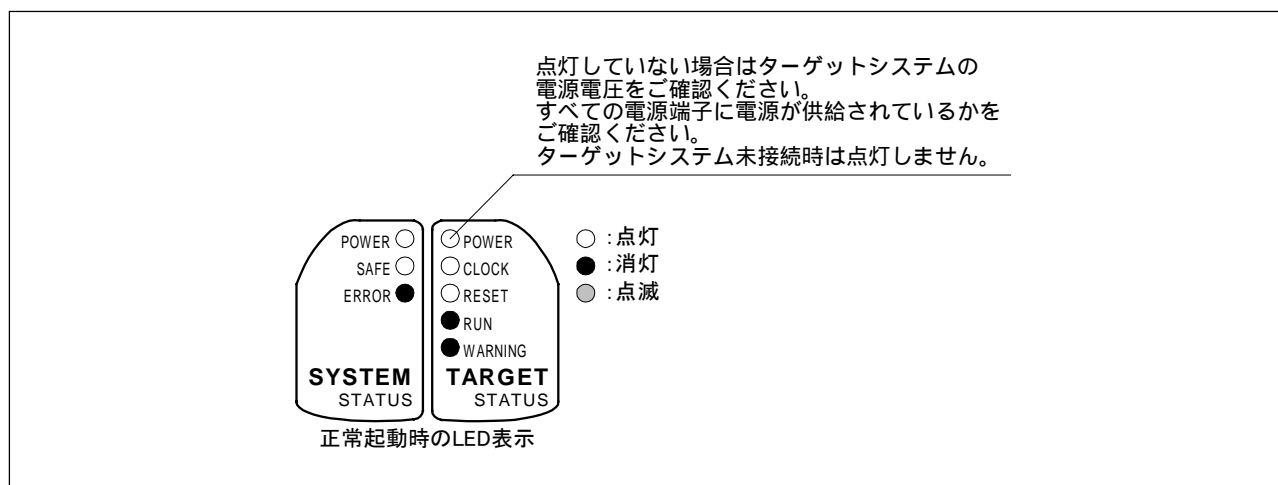 点灯していない場合はターゲットシステムの
電源電圧をご確認ください。
すべての電源端子に電源が供給されているかを
ご確認ください。
ターゲットシステム未接続時は点灯しません。
POWER
SAFE
ERROR
SYSTEM
STATUS
POWER
CLOCK
RESET
RUN
WARNING
TARGET
STATUS
:点灯
:消灯
:点滅
正常起動時のLED表示